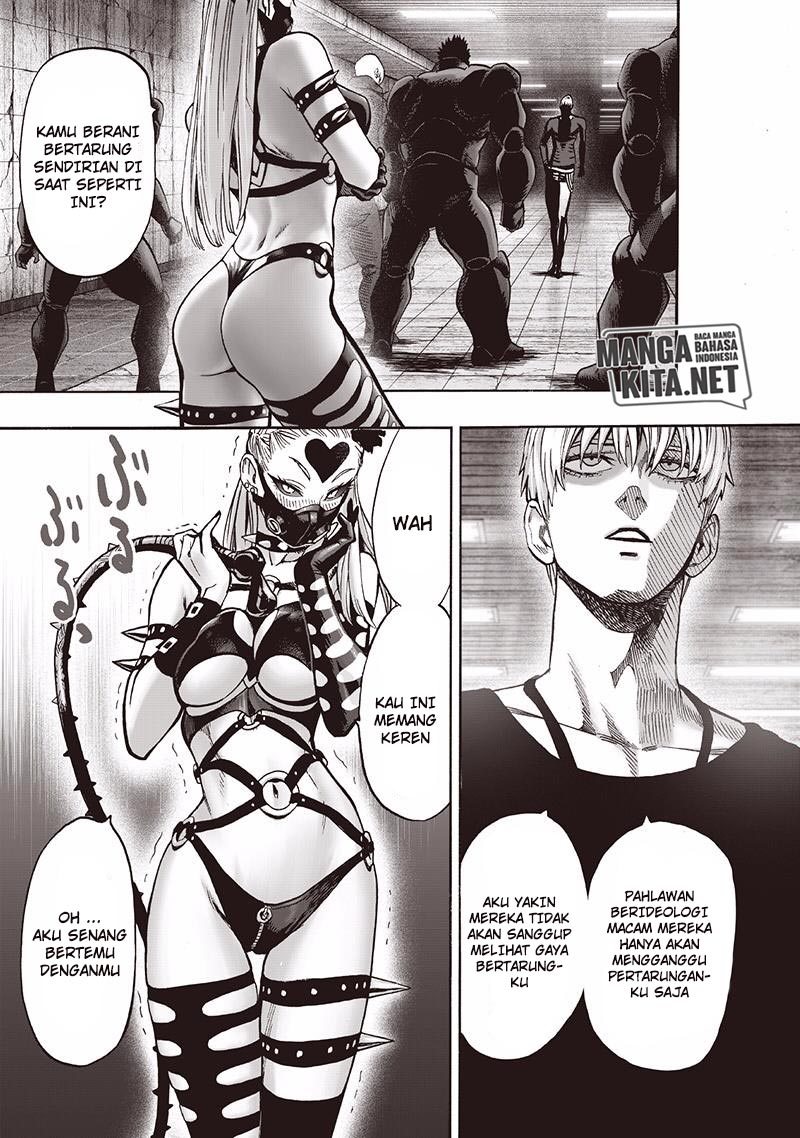 KAMU BERANI
BERTARUNG
SENDIRIAN DI
SAAT SEPERTI
INI?
MANGA
KITA.NET
BACA MANGA
BAHASA
INDONESIA
PAHLAWAN
BERIDEOLOGI
MACAM MEREKA
HANYA AKAN
MENGGANGGU
PERTARUNGAN-
KU SAJA
AKU YAKIN
MEREKA TIDAK
AKAN SANGGUP
MELIHAT GAYA
BERTARUNG-
KU
WAH
KAU INI
MEMANG
KEREN
ぶるぶる。
OH ...
AKU SENANG
BERTEMU
DENGANMU